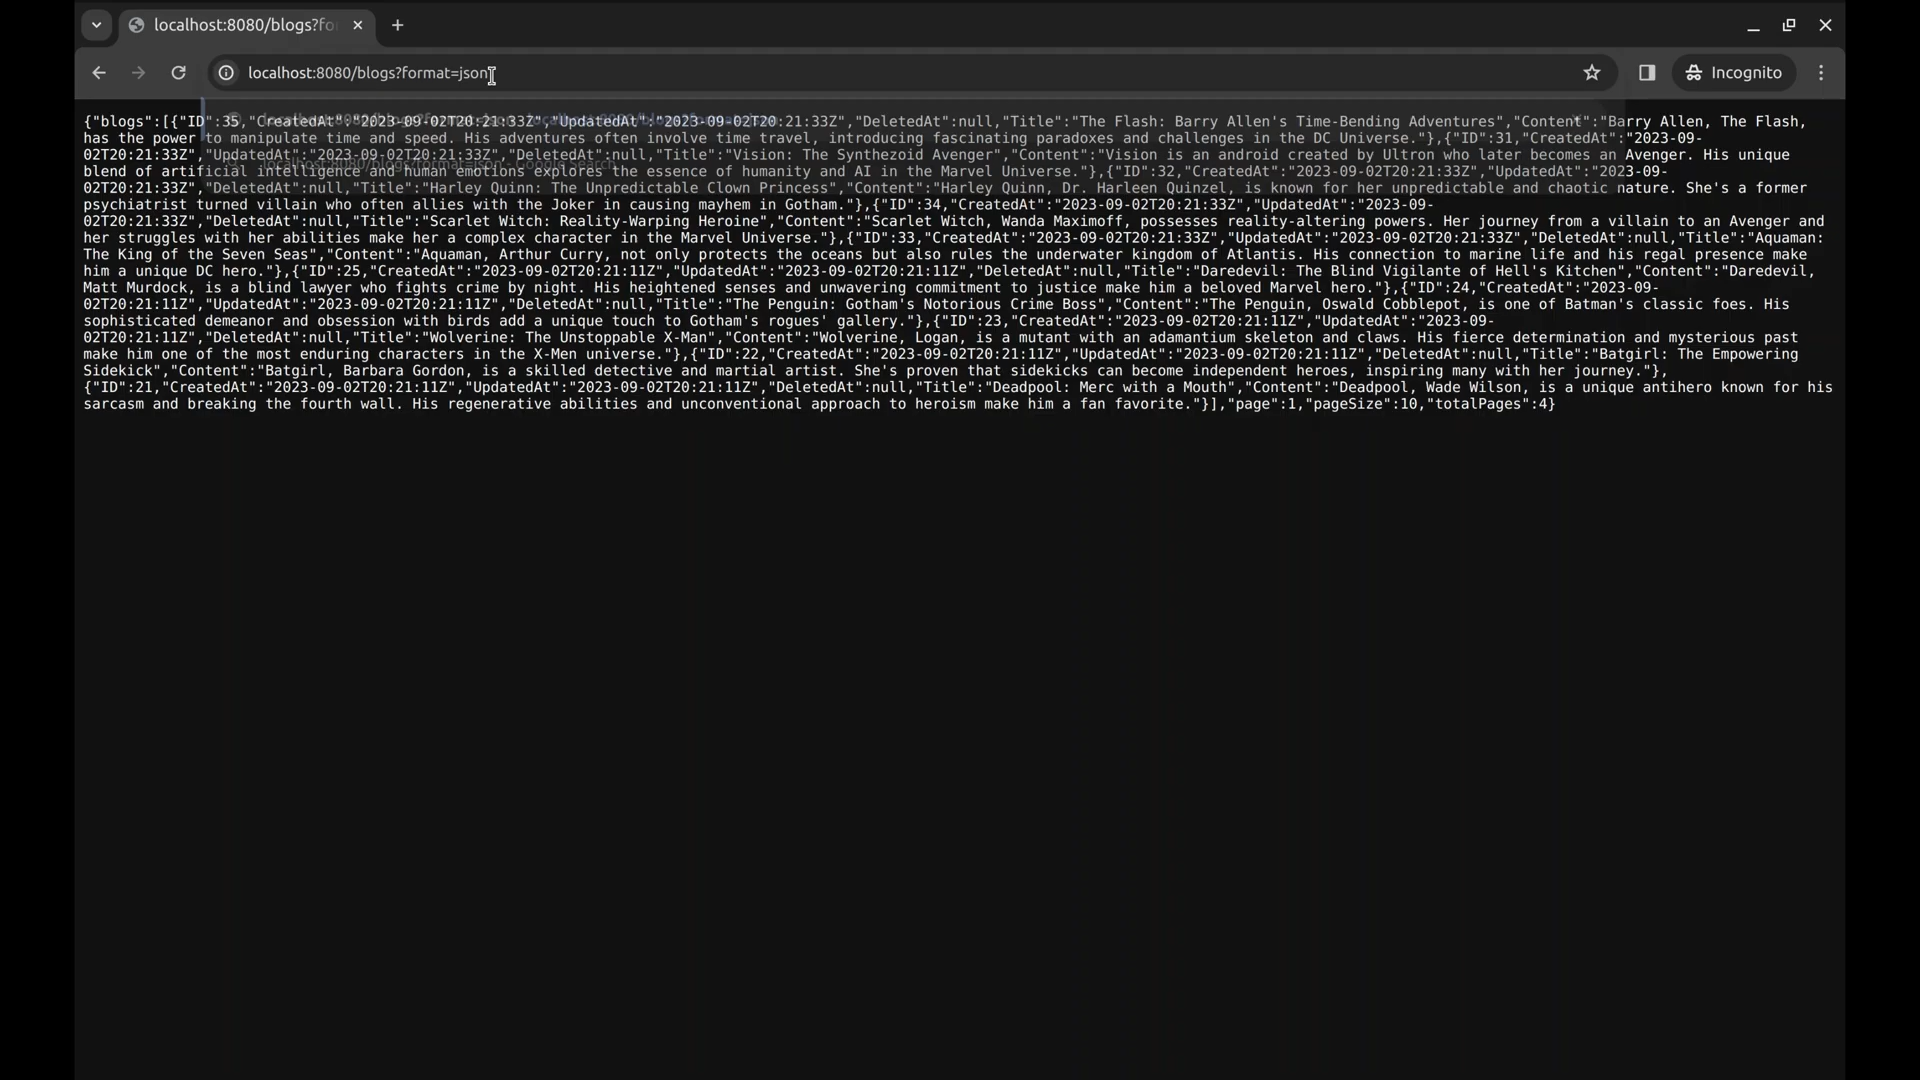 localhost:8080/blogs?fo
localhost:8080/blogs?format=json
Incognito
{"blogs":[{"ID":35,"CreatedAt":"2023-09-02T20:21:33Z","UpdatedAt":"2023-09-02T20:21:33Z","DeletedAt":null,"Title":"The Flash: Barry Allen's Time-Bending Adventures","Content":"Barry Allen, The Flash,
has the power to manipulate time and speed. His adventures often involve time travel, introducing fascinating paradoxes and challenges in the DC Universe."},{"ID":31,"CreatedAt":"2023-09-
02T20:21:33Z","UpdatedAt":"2023-09-02T20:21:33Z","DeletedAt":null,"Title":"Vision: The Synthezoid Avenger","Content":"Vision is an android created by Ultron who later becomes an Avenger. His unique
localhost:8080/blogs?format=json - Google Search
blend of artificial intelligence and human emotions explores the essence of humanity and AI in the Marvel Universe."},{"ID":32,"CreatedAt":"2023-09-02T20:21:33Z","UpdatedAt":"2023-09-
02T20:21:33Z","DeletedAt":null,"Title":"Harley Quinn: The Unpredictable Clown Princess","Content":"Harley Quinn, Dr. Harleen Quinzel, is known for her unpredictable and chaotic nature. She's a former
psychiatrist turned villain who often allies with the Joker in causing mayhem in Gotham."},{"ID":34,"CreatedAt":"2023-09-02T20:21:33Z","UpdatedAt":"2023-09-
02T20:21:33Z","DeletedAt":null,"Title":"Scarlet Witch: Reality-Warping Heroine","Content":"Scarlet Witch, Wanda Maximoff, possesses reality-altering powers. Her journey from a villain to an Avenger and
her struggles with her abilities make her a complex character in the Marvel Universe."},{"ID":33,"CreatedAt":"2023-09-02T20:21:33Z","UpdatedAt":"2023-09-02T20:21:33Z","DeletedAt":null,"Title":"Aquaman:
The King of the Seven Seas","Content":"Aquaman, Arthur Curry, not only protects the oceans but also rules the underwater kingdom of Atlantis. His connection to marine life and his regal presence make
him a unique DC hero."},{"ID":25,"CreatedAt":"2023-09-02T20:21:11Z","UpdatedAt":"2023-09-02T20:21:11Z","DeletedAt":null,"Title":"Daredevil: The Blind Vigilante of Hell's Kitchen","Content":"Daredevil,
Matt Murdock, is a blind lawyer who fights crime by night. His heightened senses and unwavering commitment to justice make him a beloved Marvel hero."},{"ID":24,"CreatedAt":"2023-09-
02T20:21:11Z","UpdatedAt":"2023-09-02T20:21:11Z","DeletedAt":null,"Title":"The Penguin: Gotham's Notorious Crime Boss","Content":"The Penguin, Oswald Cobblepot, is one of Batman's classic foes. His
sophisticated demeanor and obsession with birds add a unique touch to Gotham's rogues' gallery."},{"ID":23,"CreatedAt":"2023-09-02T20:21:11Z","UpdatedAt":"2023-09-
02T20:21:11Z","DeletedAt":null,"Title":"Wolverine: The Unstoppable X-Man","Content":"Wolverine, Logan, is a mutant with an adamantium skeleton and claws. His fierce determination and mysterious past
make him one of the most enduring characters in the X-Men universe."},{"ID":22,"CreatedAt":"2023-09-02T20:21:11Z","UpdatedAt":"2023-09-02T20:21:11Z","DeletedAt":null,"Title":"Batgirl: The Empowering
Sidekick","Content":"Batgirl, Barbara Gordon, is a skilled detective and martial artist. She's proven that sidekicks can become independent heroes, inspiring many with her journey."},
{"ID":21,"CreatedAt":"2023-09-02T20:21:11Z","UpdatedAt":"2023-09-02T20:21:11Z","DeletedAt":null,"Title":"Deadpool: Merc with a Mouth","Content":"Deadpool, Wade Wilson, is a unique antihero known for his
sarcasm and breaking the fourth wall. His regenerative abilities and unconventional approach to heroism make him a fan favorite."}],"page":1,"pageSize":10,"totalPages":4}